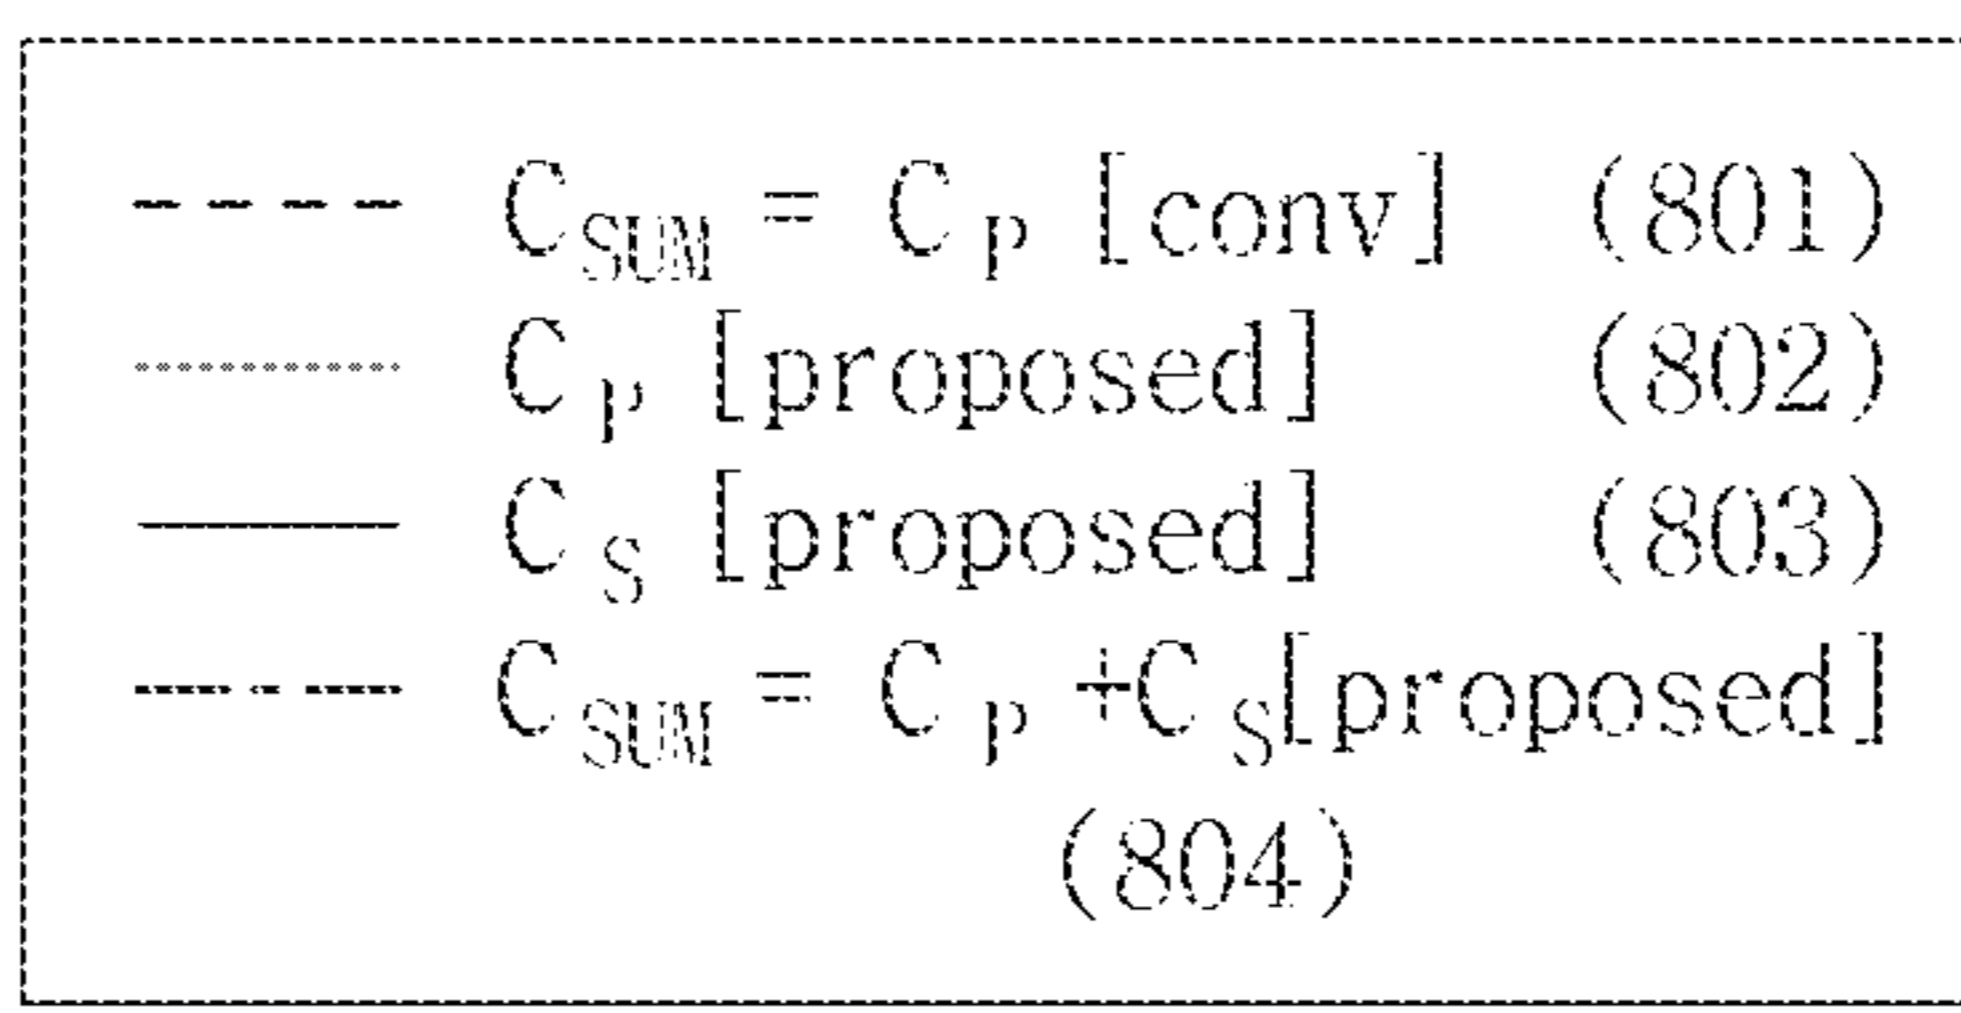 C_SUM = C_P [conv] (801)
C_P [proposed] (802)
C_S [proposed] (803)
C_SUM = C_P +C_S[proposed]
(804)